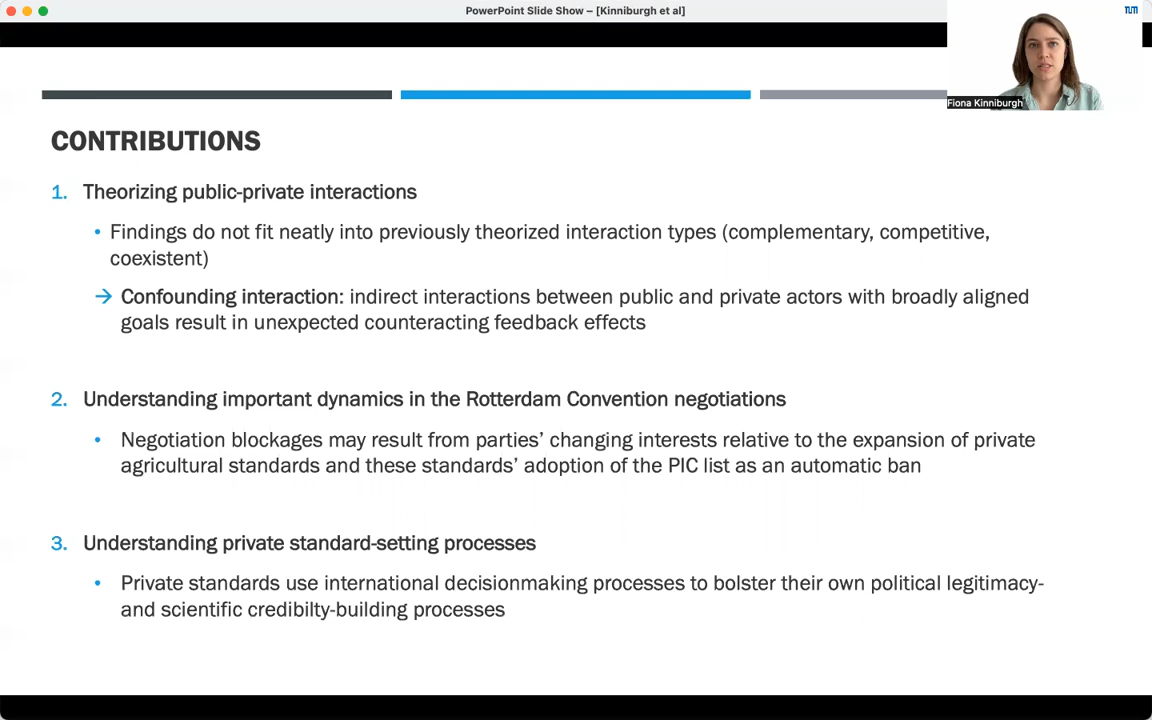 PowerPoint Slide Show – [Kinniburgh et al]
TUM
Fiona Kinniburgh
CONTRIBUTIONS
1. Theorizing public-private interactions
• Findings do not fit neatly into previously theorized interaction types (complementary, competitive,
coexistent)
→ Confounding interaction: indirect interactions between public and private actors with broadly aligned
goals result in unexpected counteracting feedback effects
2. Understanding important dynamics in the Rotterdam Convention negotiations
• Negotiation blockages may result from parties’ changing interests relative to the expansion of private
agricultural standards and these standards’ adoption of the PIC list as an automatic ban
3. Understanding private standard-setting processes
• Private standards use international decisionmaking processes to bolster their own political legitimacy-
and scientific credibilty-building processes